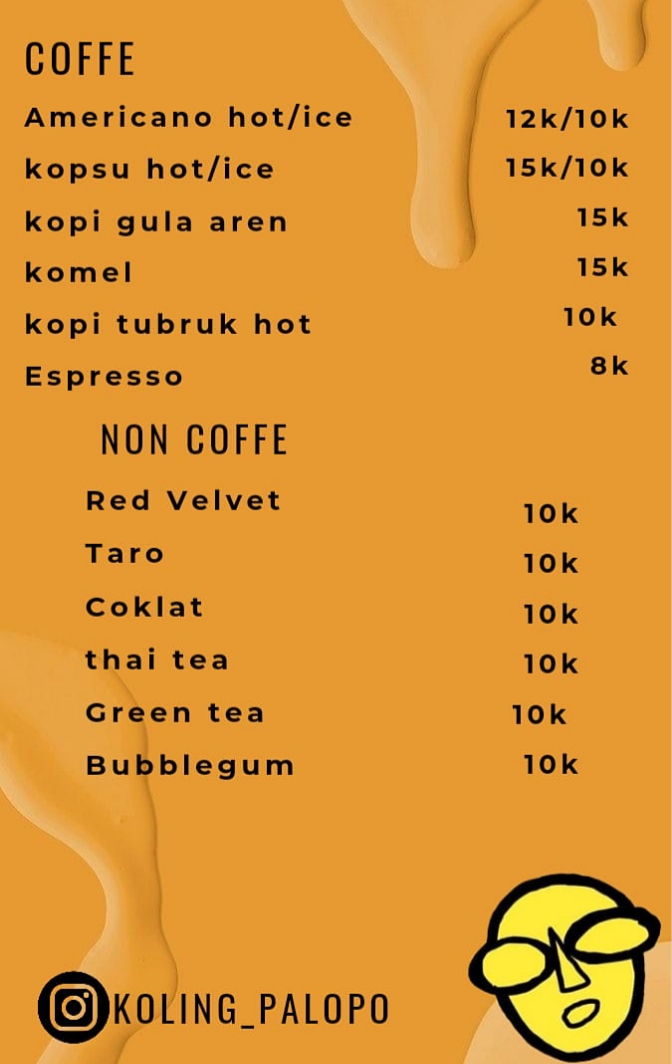 COFFE
Americano hot/ice 12k/10k
kopsu hot/ice 15k/10k
kopi gula aren 15k
komel 15k
kopi tubruk hot 10k
Espresso 8k
NON COFFE
Red Velvet 10k
Taro 10k
Coklat 10k
thai tea 10k
Green tea 10k
Bubblegum 10k
KOLING_PALOPO